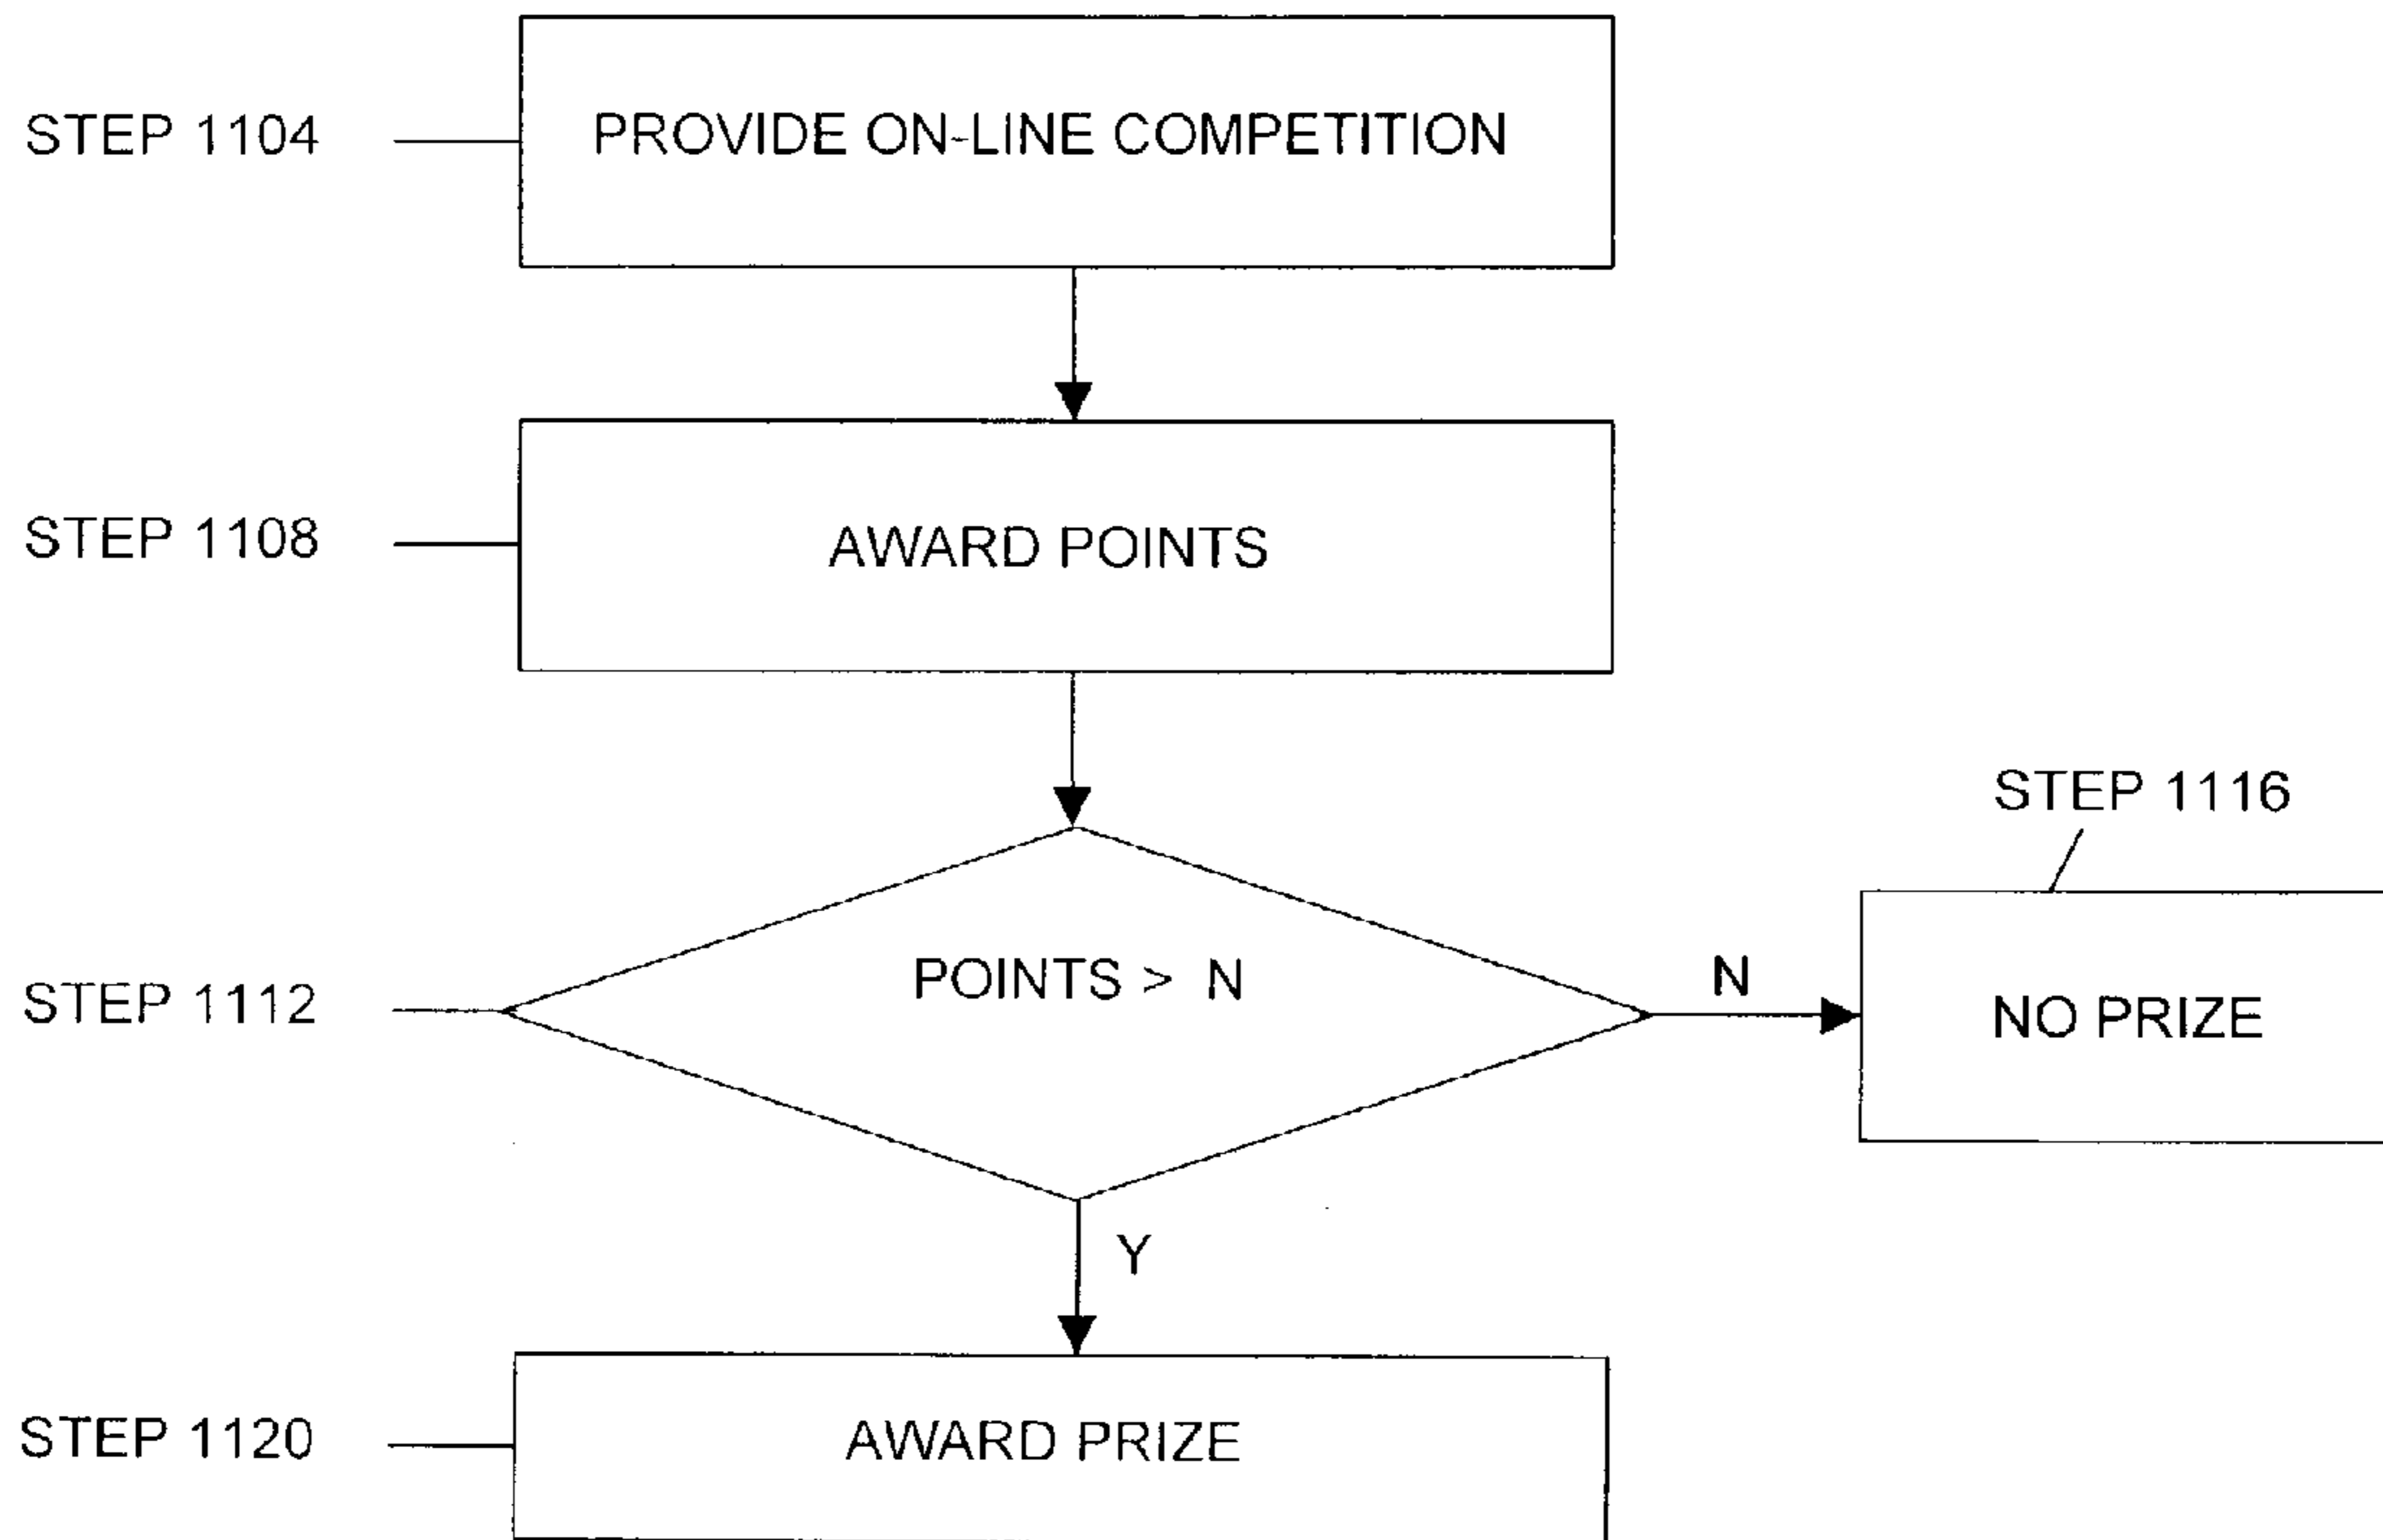 STEP 1104
PROVIDE ON-LINE COMPETITION
STEP 1108
AWARD POINTS
STEP 1116
STEP 1112
POINTS > N
N
NO PRIZE
Y
STEP 1120
AWARD PRIZE